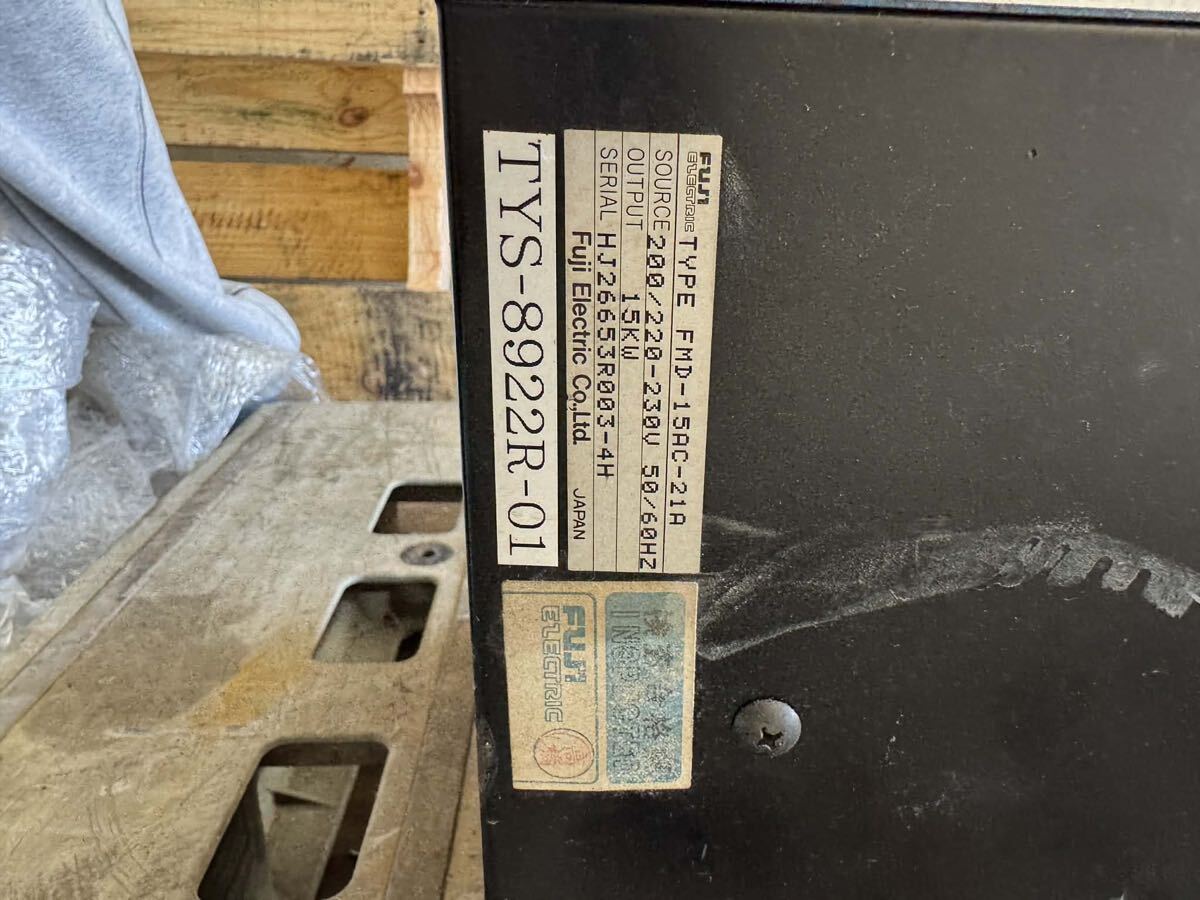 FUJI ELECTRIC TYPE FMD-15AC-21A
SOURCE 200/220-230V 50/60HZ
OUTPUT 15KW
SERIAL HJ26653R003-4H
Fuji Electric Co.,Ltd. JAPAN
TYS-8922R-01
INSPECTED
FUJI
ELECTRIC